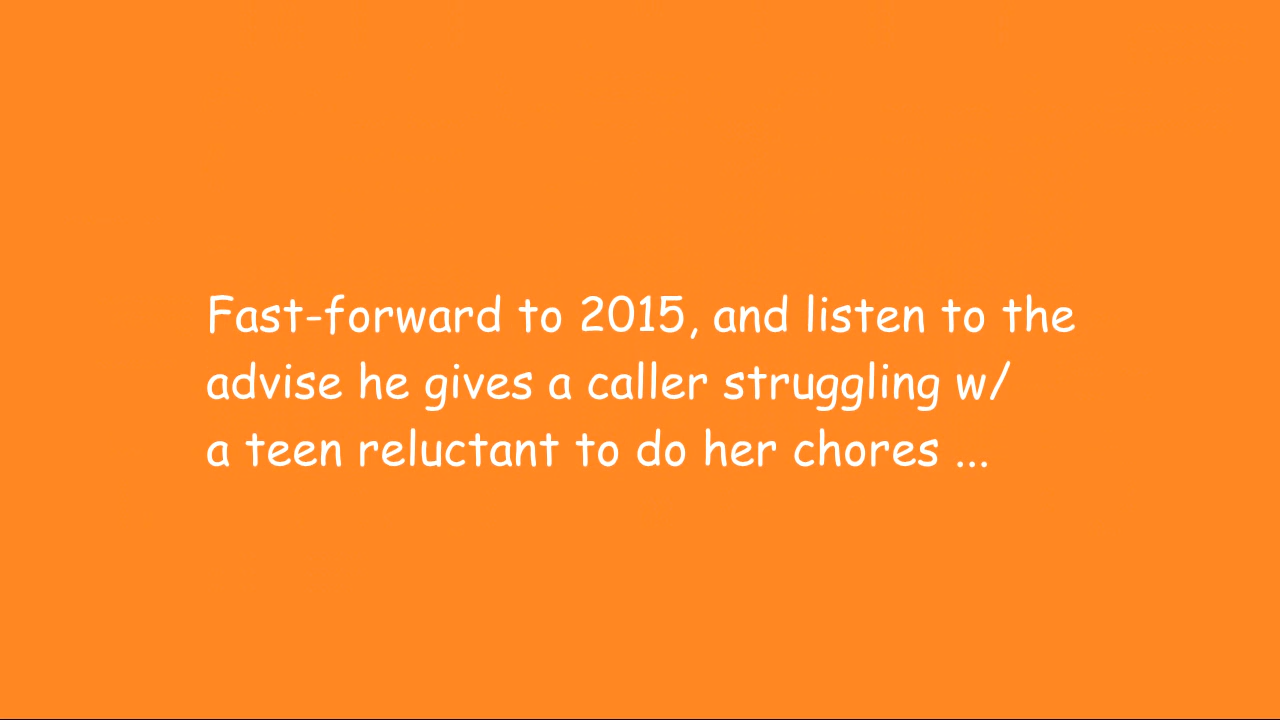 Fast-forward to 2015, and listen to the
advise he gives a caller struggling w/
a teen reluctant to do her chores ...